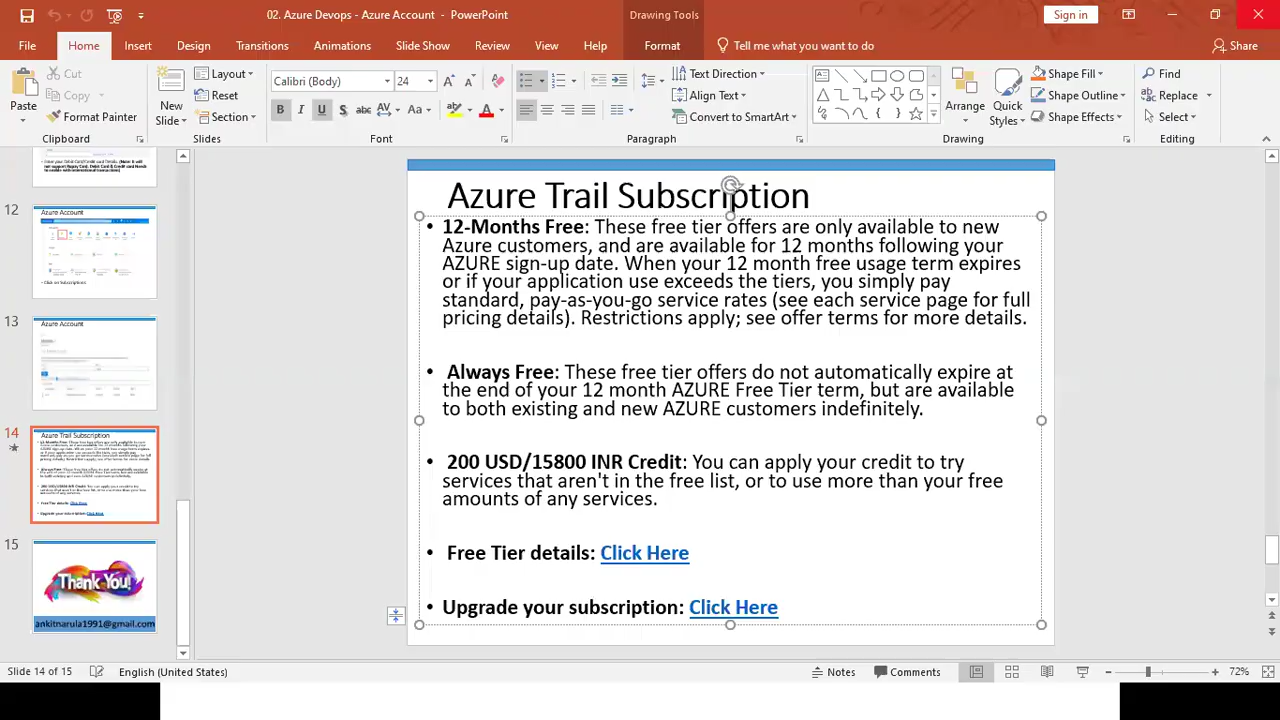 02. Azure Devops - Azure Account - PowerPoint
Drawing Tools
Sign in
File
Home
Insert
Design
Transitions
Animations
Slide Show
Review
View
Help
Format
Tell me what you want to do
Share
Paste
Cut
Copy
Format Painter
Clipboard
New Slide
Layout
Reset
Section
Slides
Calibri (Body)
24
B I U S abc AV Aa A
Font
Text Direction
Align Text
Convert to SmartArt
Paragraph
Arrange
Quick Styles
Shape Fill
Shape Outline
Shape Effects
Drawing
Find
Replace
Select
Editing
12
Azure Account
Click on Subscriptions
13
Azure Account
14
Azure Trail Subscription
15
Thank You!
ankitnarula1991@gmail.com
Azure Trail Subscription
• 12-Months Free: These free tier offers are only available to new
Azure customers, and are available for 12 months following your
AZURE sign-up date. When your 12 month free usage term expires
or if your application use exceeds the tiers, you simply pay
standard, pay-as-you-go service rates (see each service page for full
pricing details). Restrictions apply; see offer terms for more details.
• Always Free: These free tier offers do not automatically expire at
the end of your 12 month AZURE Free Tier term, but are available
to both existing and new AZURE customers indefinitely.
• 200 USD/15800 INR Credit: You can apply your credit to try
services that aren't in the free list, or to use more than your free
amounts of any services.
• Free Tier details: Click Here
• Upgrade your subscription: Click Here
Slide 14 of 15
English (United States)
Notes
Comments
72%